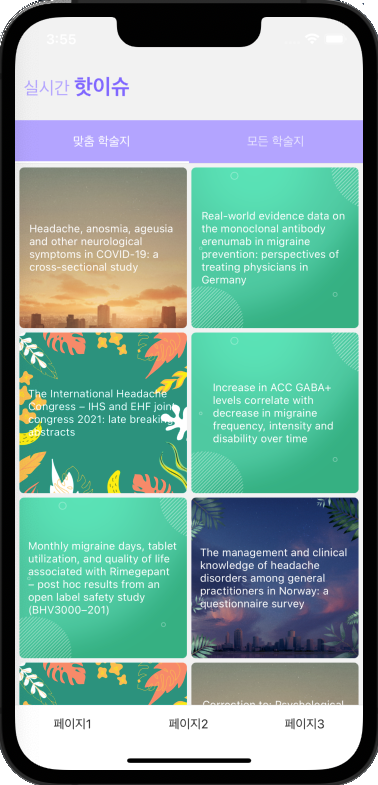 3:55
실시간 핫이슈
맞춤 학술지
모든 학술지
Headache, anosmia, ageusia
and other neurological
symptoms in COVID-19: a
cross-sectional study
Real-world evidence data on
the monoclonal antibody
erenumab in migraine
prevention: perspectives of
treating physicians in
Germany
The International Headache
Congress – IHS and EHF joint
congress 2021: late breaking
abstracts
Increase in ACC GABA+
levels correlate with
decrease in migraine
frequency, intensity and
disability over time
Monthly migraine days, tablet
utilization, and quality of life
associated with Rimegepant
– post hoc results from an
open label safety study
(BHV3000–201)
The management and clinical
knowledge of headache
disorders among general
practitioners in Norway: a
questionnaire survey
Correction to: Psychological
페이지1
페이지2
페이지3